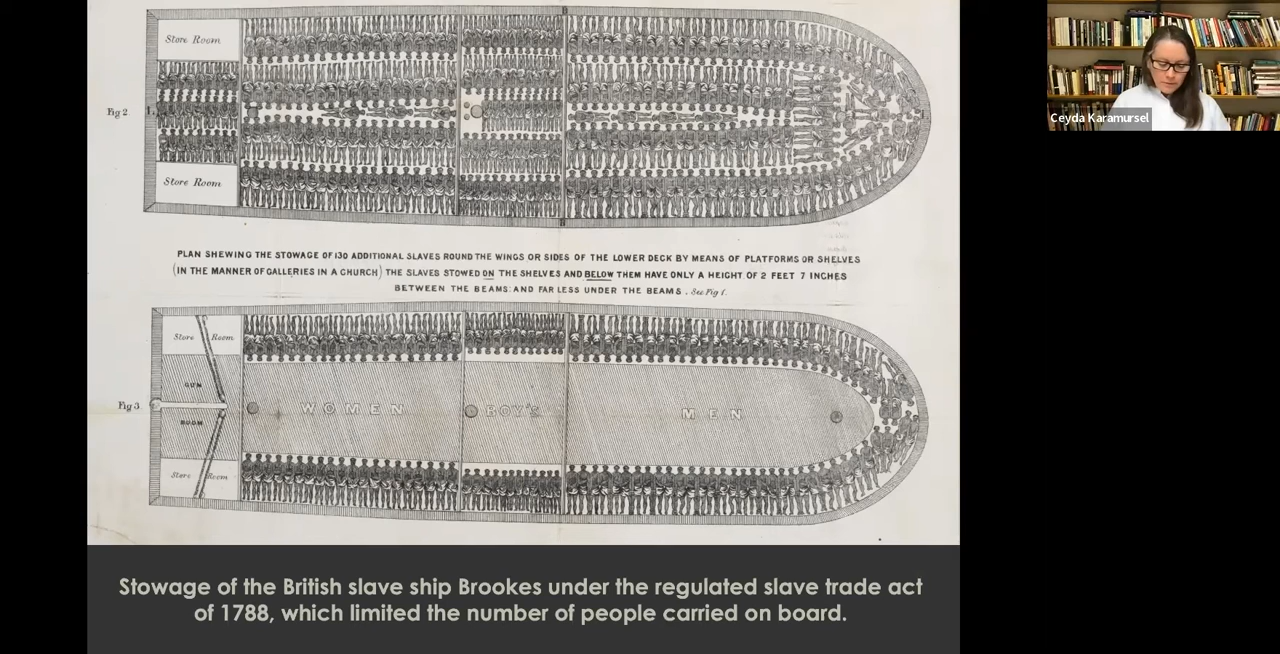 B
Store Room
Fig 2
Store Room
B
PLAN SHEWING THE STOWAGE OF 130 ADDITIONAL SLAVES ROUND THE WINGS OR SIDES OF THE LOWER DECK BY MEANS OF PLATFORMS OR SHELVES
(IN THE MANNER OF GALLERIES IN A CHURCH) THE SLAVES STOWED ON THE SHELVES AND BELOW THEM HAVE ONLY A HEIGHT OF 2 FEET 7 INCHES
BETWEEN THE BEAMS: AND FAR LESS UNDER THE BEAMS. See Fig 1.
Store Room
GUN
Fig 3
WOMEN BOY'S MEN
ROOM
Store Room
Stowage of the British slave ship Brookes under the regulated slave trade act
of 1788, which limited the number of people carried on board.
Ceyda Karamursel